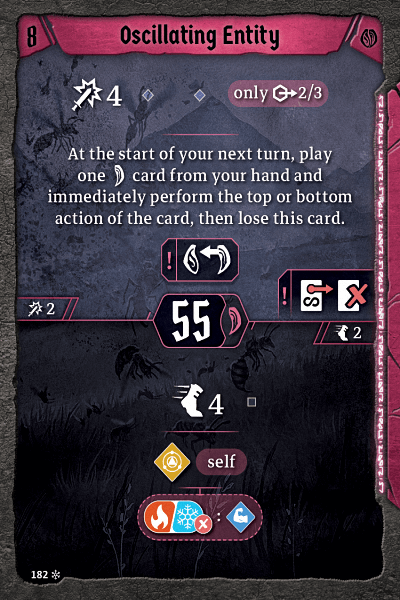 8 Oscillating Entity
4 only 2/3
At the start of your next turn, play
one card from your hand and
immediately perform the top or bottom
action of the card, then lose this card.
!
! S
2 55 2
4
self
:
182